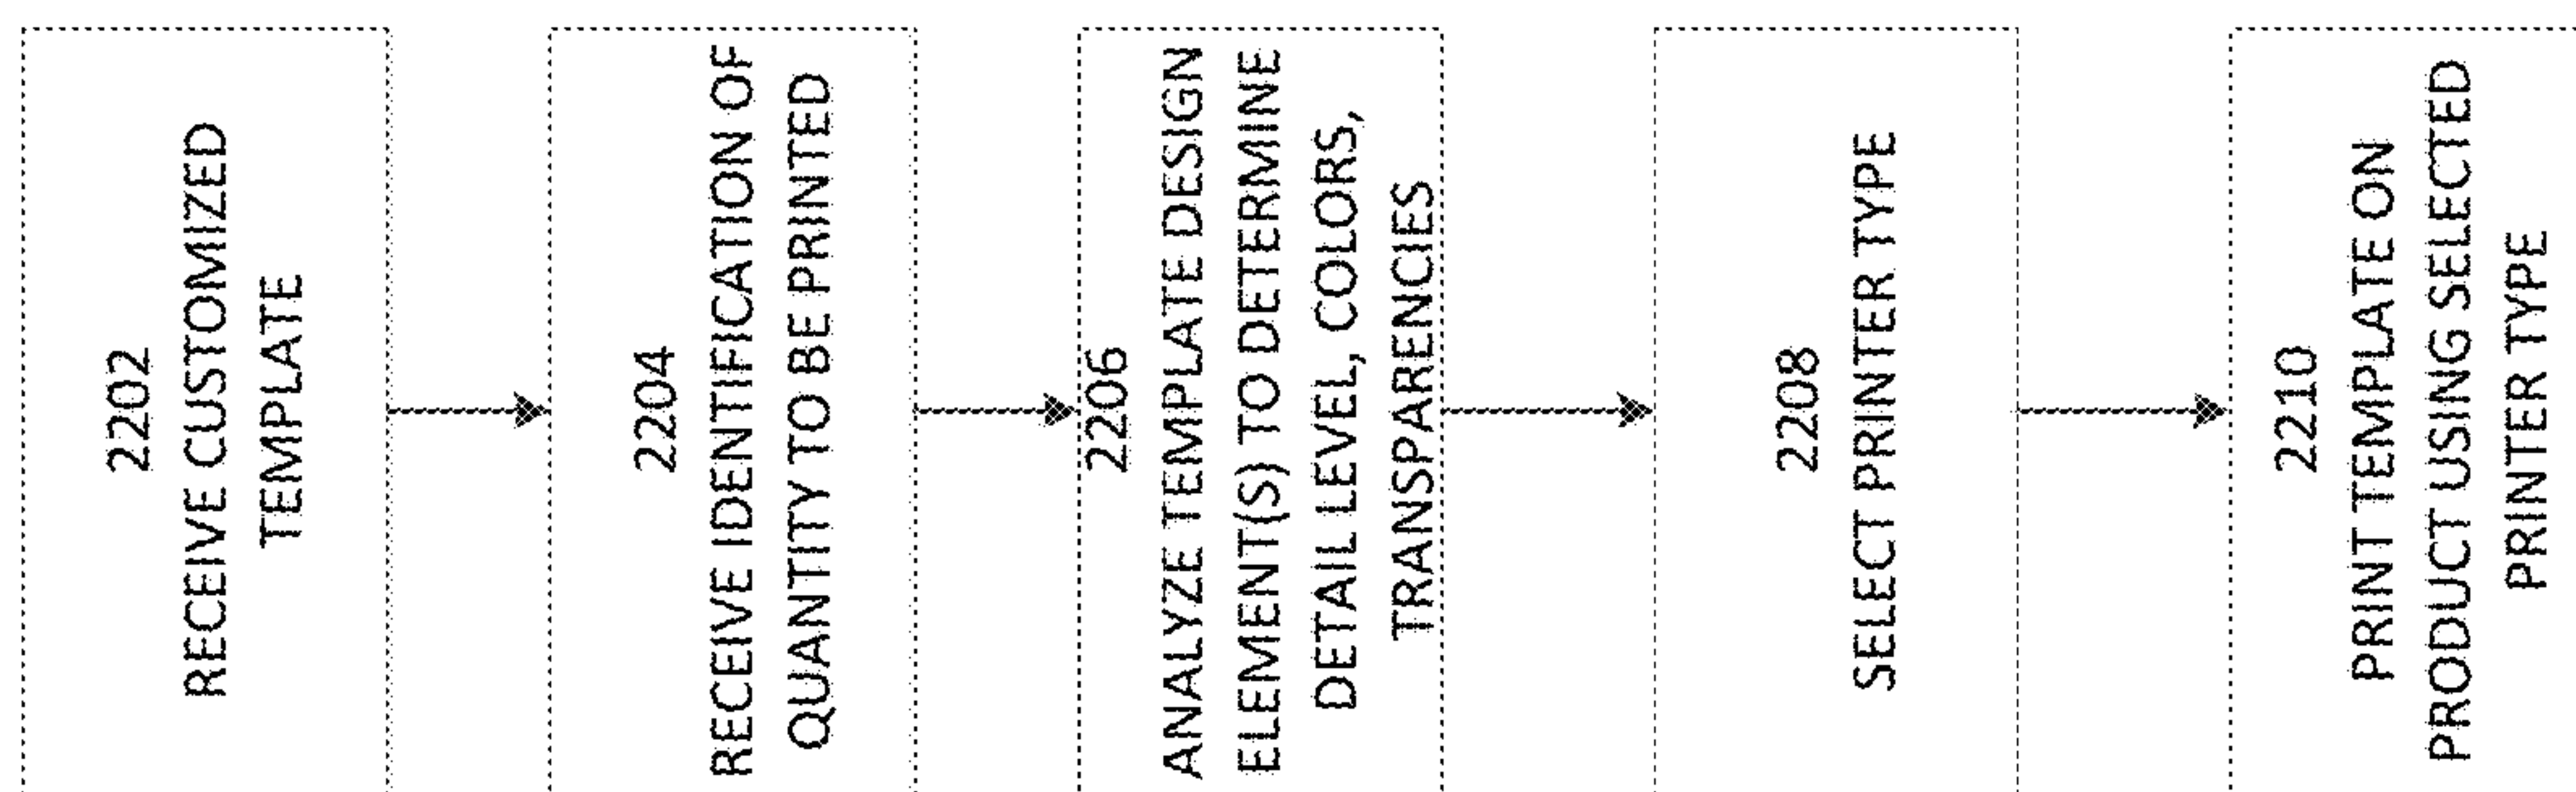 2202
RECEIVE CUSTOMIZED
TEMPLATE
2204
RECEIVE IDENTIFICATION OF
QUANTITY TO BE PRINTED
2206
ANALYZE TEMPLATE DESIGN
ELEMENT(S) TO DETERMINE
DETAIL LEVEL, COLORS,
TRANSPARENCIES
2208
SELECT PRINTER TYPE
2210
PRINT TEMPLATE ON
PRODUCT USING SELECTED
PRINTER TYPE